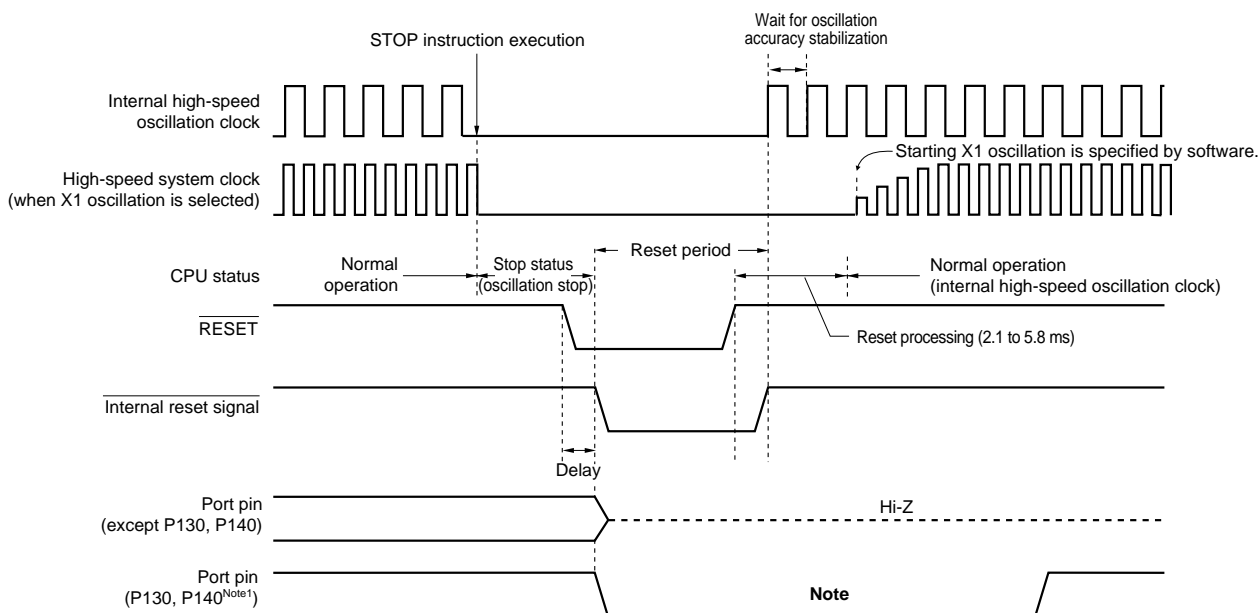 Wait for oscillation
accuracy stabilization
STOP instruction execution
Internal high-speed
oscillation clock
Starting X1 oscillation is specified by software.
High-speed system clock
(when X1 oscillation is selected)
Reset period
CPU status
Normal
operation
Stop status
(oscillation stop)
Normal operation
(internal high-speed oscillation clock)
RESET
Reset processing (2.1 to 5.8 ms)
Internal reset signal
Delay
Port pin
(except P130, P140)
Hi-Z
Port pin
(P130, P140Note1)
Note